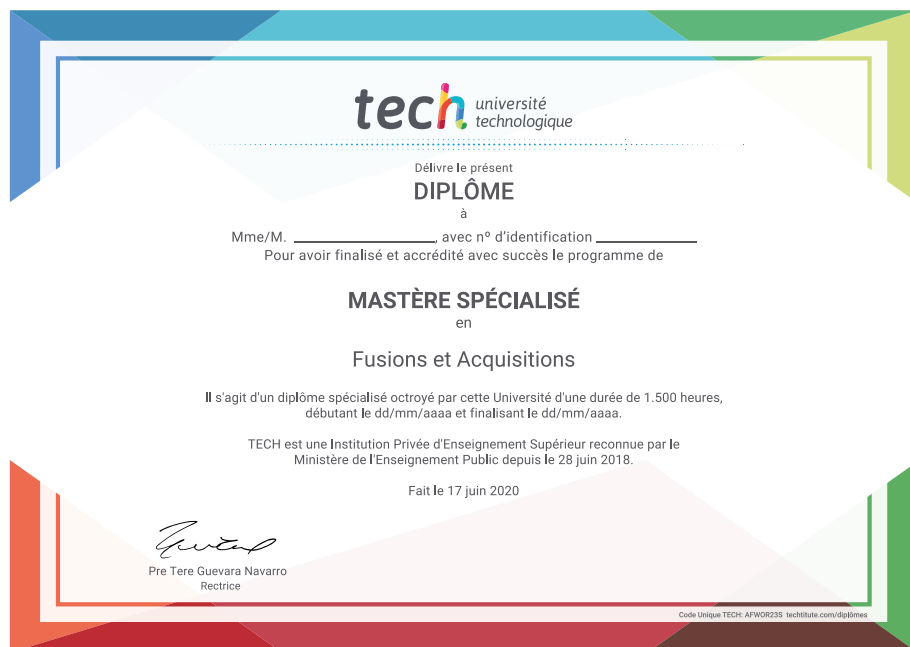 tech université
technologique
Délivre le présent
DIPLÔME
à
Mme/M. ____________, avec nº d'identification ____________
Pour avoir finalisé et accrédité avec succès le programme de
MASTÈRE SPÉCIALISÉ
en
Fusions et Acquisitions
Il s'agit d'un diplôme spécialisé octroyé par cette Université d'une durée de 1.500 heures,
débutant le dd/mm/aaaa et finalisant le dd/mm/aaaa.
TECH est une Institution Privée d'Enseignement Supérieur reconnue par le
Ministère de l'Enseignement Public depuis le 28 juin 2018.
Fait le 17 juin 2020
Pre Tere Guevara Navarro
Rectrice
Code Unique TECH: AFWOR23S techtitute.com/diplômes